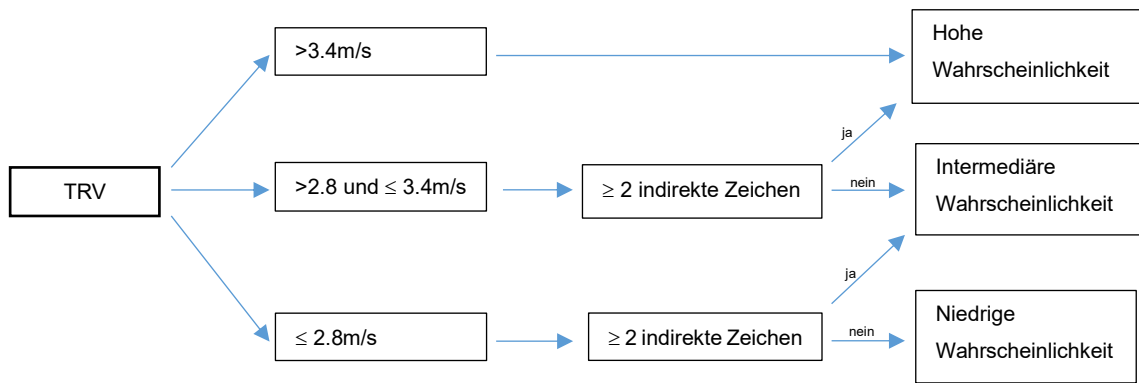 >3.4m/s
Hohe
Wahrscheinlichkeit
ja
TRV
>2.8 und ≤ 3.4m/s
≥ 2 indirekte Zeichen
nein
Intermediäre
Wahrscheinlichkeit
ja
≤ 2.8m/s
≥ 2 indirekte Zeichen
nein
Niedrige
Wahrscheinlichkeit